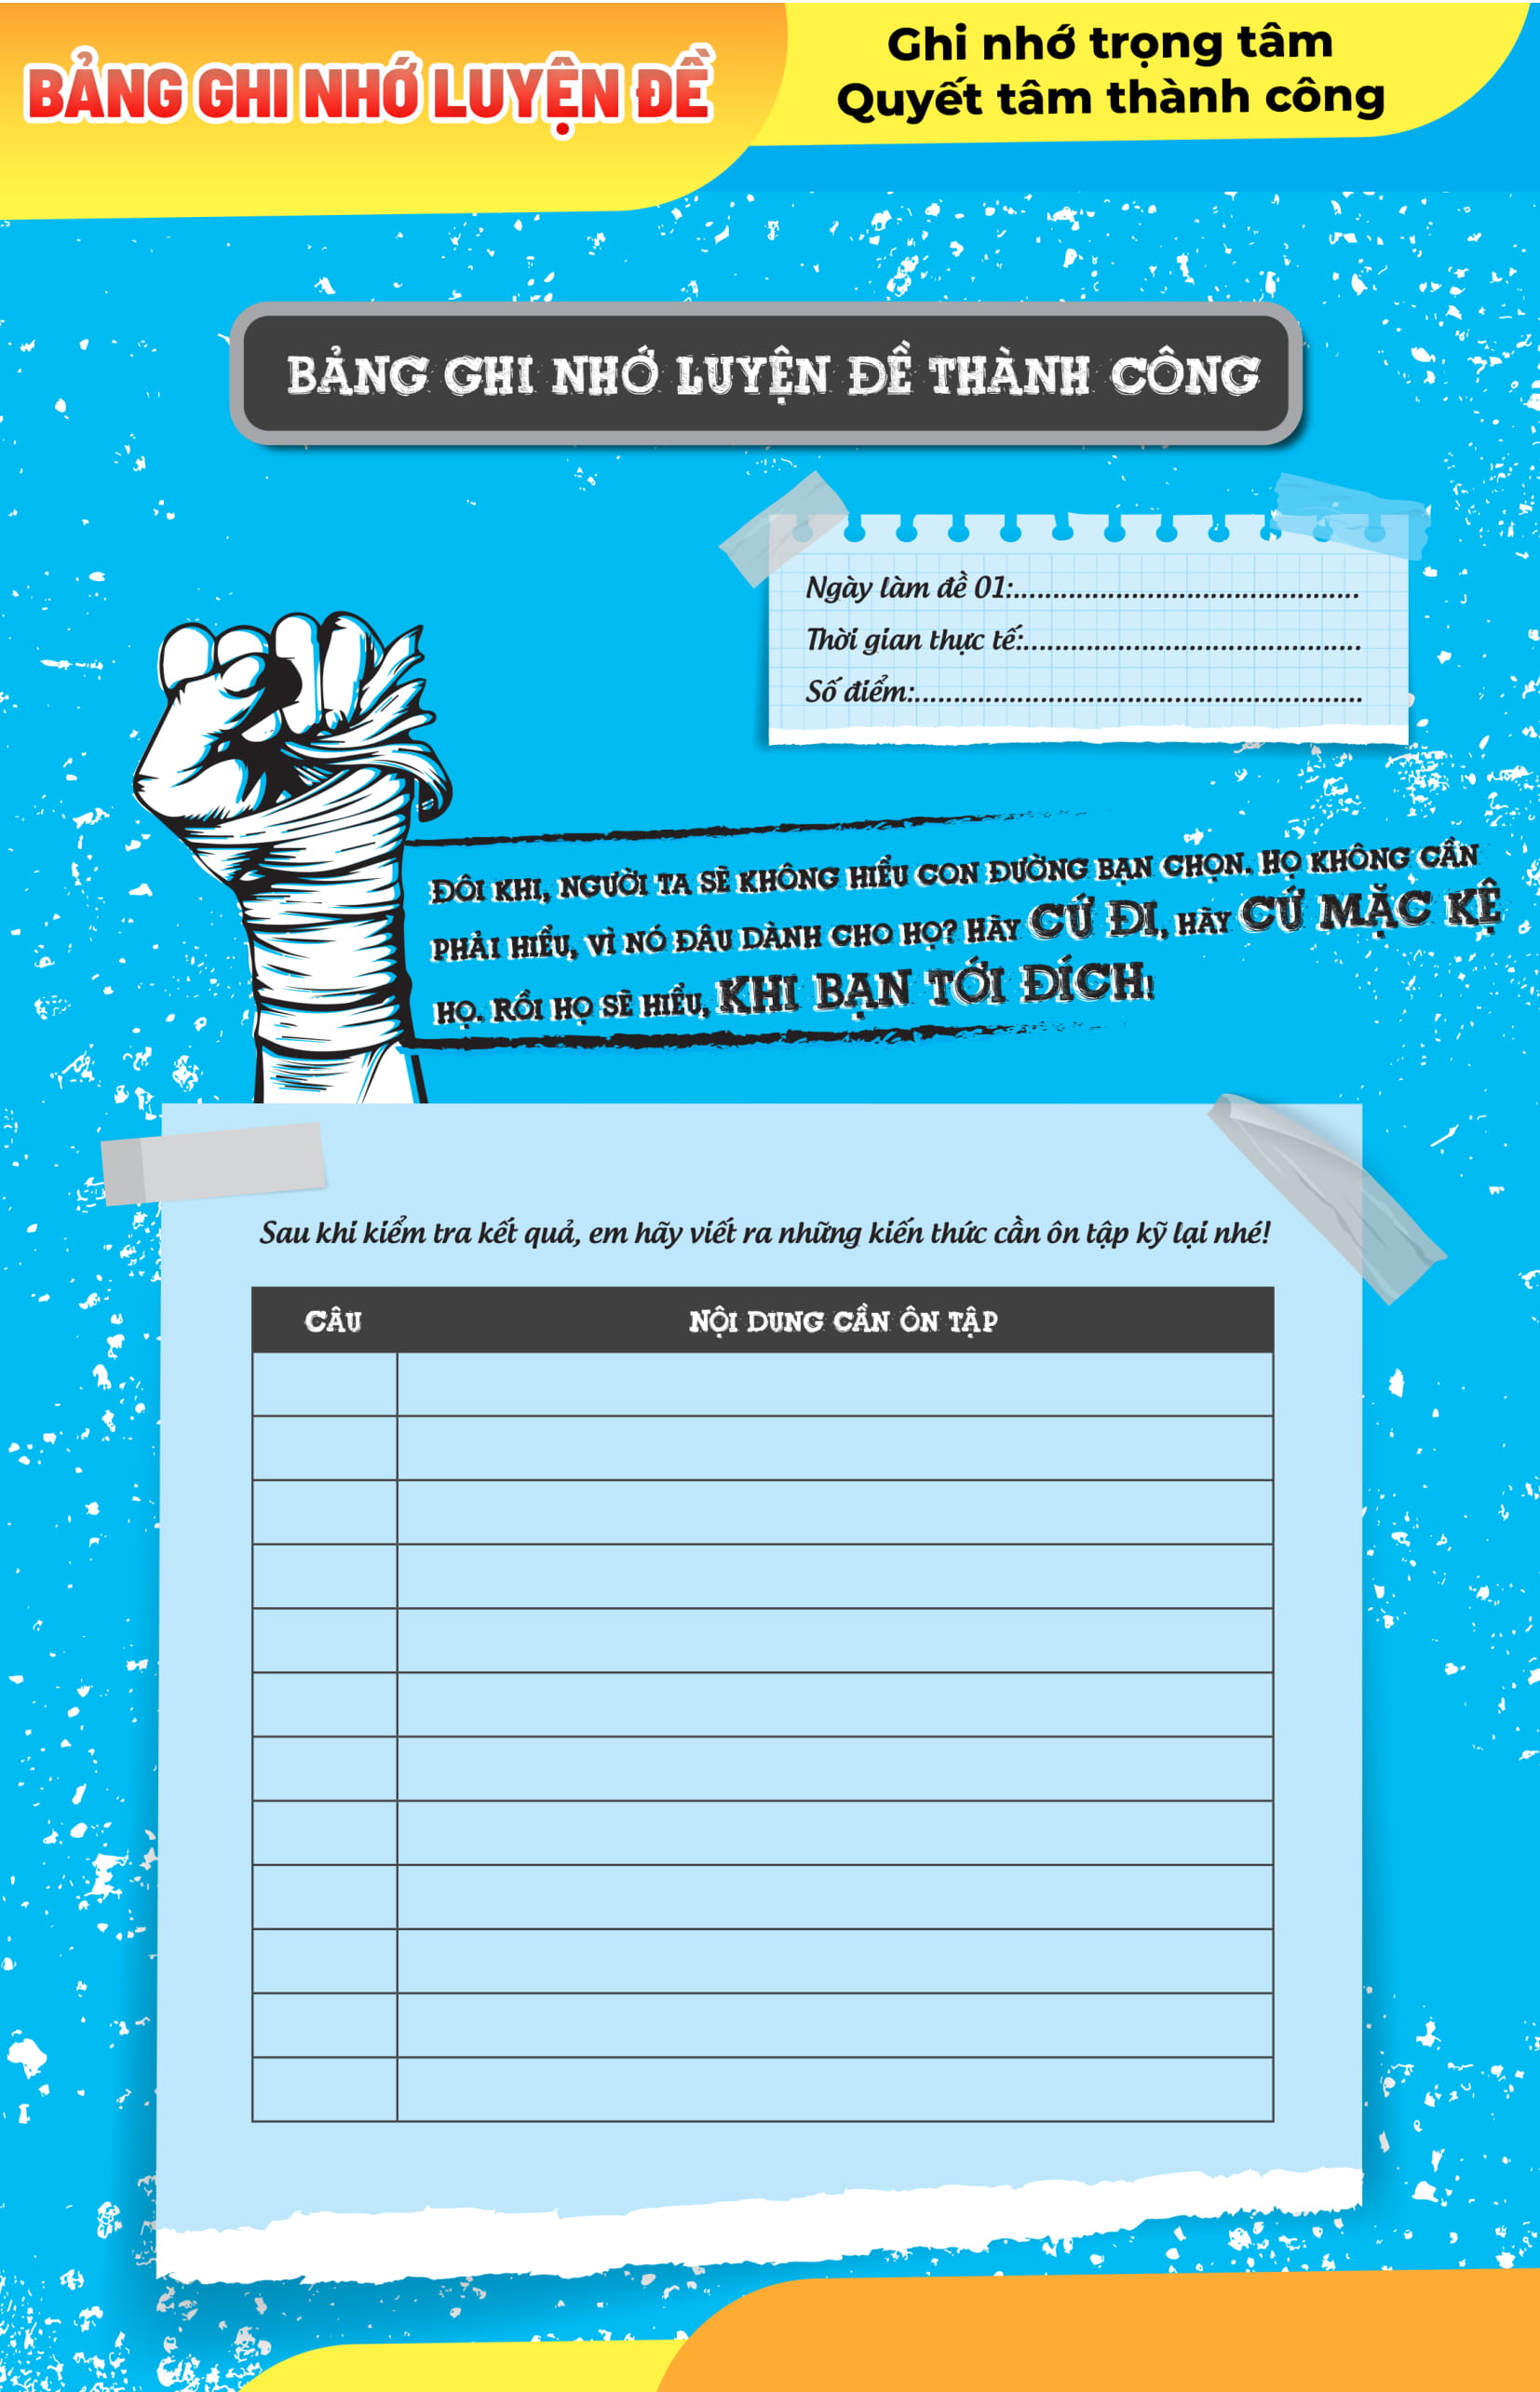 BẢNG GHI NHỚ LUYỆN ĐỀ
Ghi nhớ trọng tâm
Quyết tâm thành công
BẢNG GHI NHỚ LUYỆN ĐỀ THÀNH CÔNG
Ngày làm đề 01:............................................
Thời gian thực tế:...........................................
Số điểm:.........................................................
ĐÔI KHI, NGƯỜI TA SẼ KHÔNG HIỂU CON ĐƯỜNG BẠN CHỌN. HỌ KHÔNG CẦN
PHẢI HIỂU, VÌ NÓ ĐÂU DÀNH CHO HỌ? HÃY CỨ ĐI, HÃY CỨ MẶC KỆ
HỌ. RỒI HỌ SẼ HIỂU, KHI BẠN TỚI ĐÍCH!
Sau khi kiểm tra kết quả, em hãy viết ra những kiến thức cần ôn tập kỹ lại nhé!
CÂU NỘI DUNG CẦN ÔN TẬP